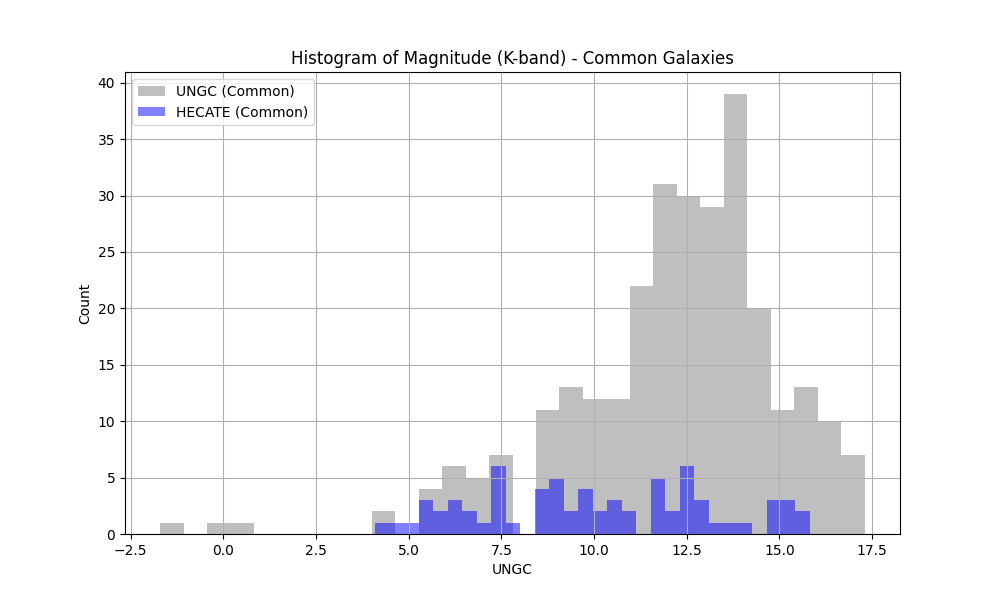 Histogram of Magnitude (K-band) - Common Galaxies
UNGC (Common)
HECATE (Common)
40
35
30
25
20
15
10
5
0
Count
−2.5 0.0 2.5 5.0 7.5 10.0 12.5 15.0 17.5
UNGC